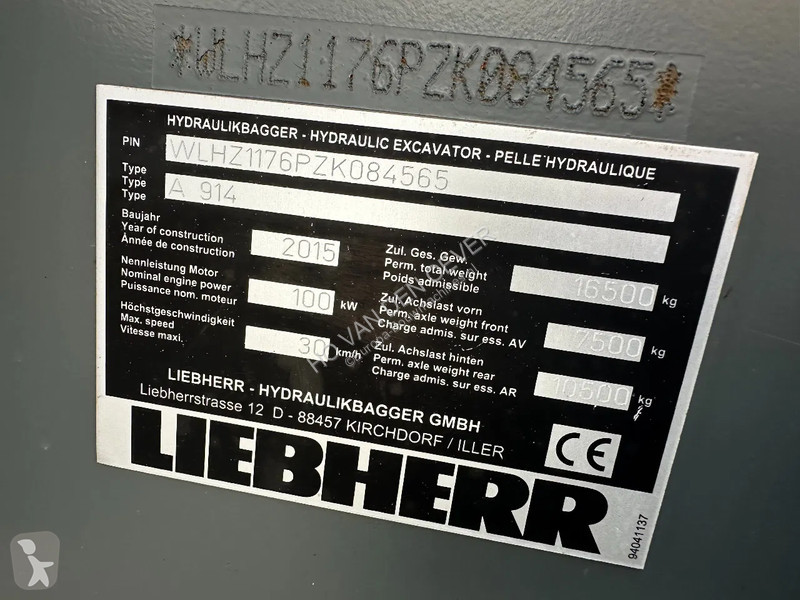 *WLHZ1176PZK084565*
HYDRAULIKBAGGER - HYDRAULIC EXCAVATOR - PELLE HYDRAULIQUE
PIN WLHZ1176PZK084565
Type
Type A 914
Type
Baujahr
Year of construction 2015
Année de construction
Nennleistung Motor
Nominal engine power 100 kW
Puissance nom. moteur
Höchstgeschwindigkeit
Max. speed 30 km/h
Vitesse maxi.
Zul. Ges. Gew.
Perm. total weight 16500 kg
Poids admissible
Zul. Achslast vorn
Perm. axle weight front 7500 kg
Charge admis. sur ess. AV
Zul. Achslast hinten
Perm. axle weight rear 10500 kg
Charge admis. sur ess. AR
LIEBHERR - HYDRAULIKBAGGER GMBH
Liebherrstrasse 12 D - 88457 KIRCHDORF / ILLER
CE
LIEBHERR
94041137